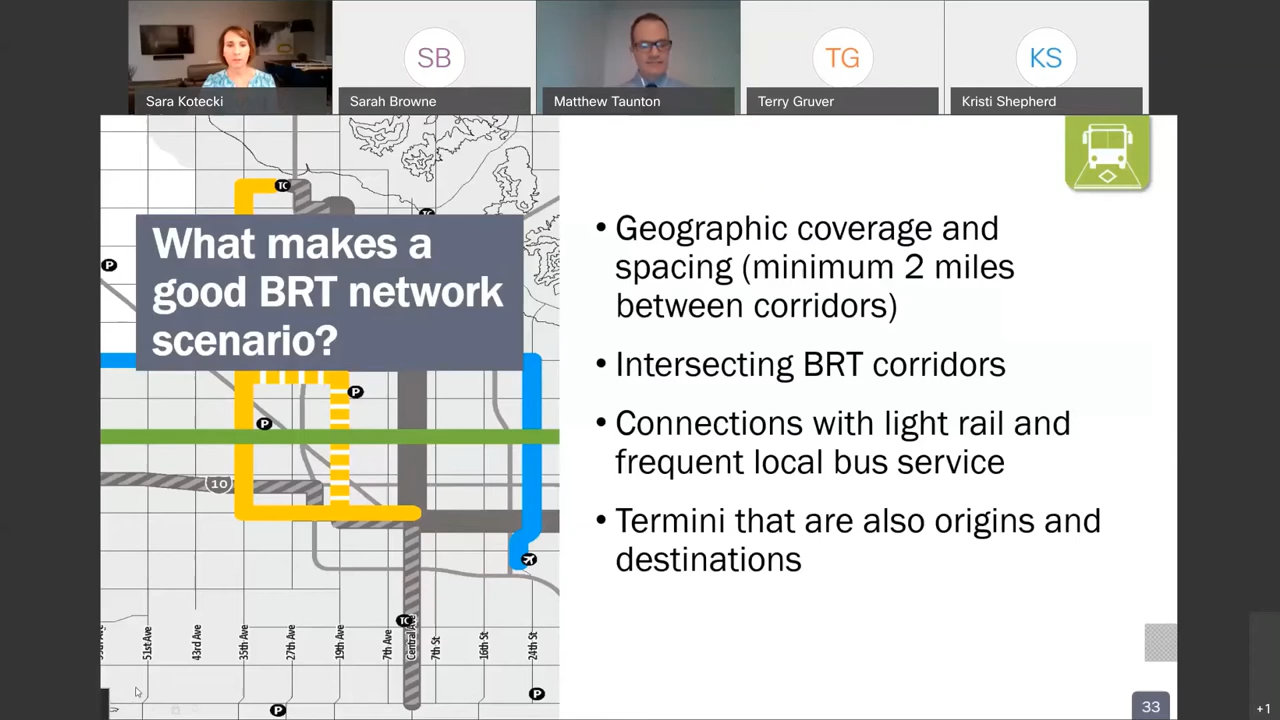 SB
TG
KS
Sara Kotecki
Sarah Browne
Matthew Taunton
Terry Gruver
Kristi Shepherd
What makes a
good BRT network
scenario?
• Geographic coverage and
spacing (minimum 2 miles
between corridors)
• Intersecting BRT corridors
• Connections with light rail and
frequent local bus service
• Termini that are also origins and
destinations
TC
P
P
P
10
TC
51st Ave
43rd Ave
35th Ave
27th Ave
19th Ave
7th Ave
Central Ave
7th St
16th St
24th St
P
P
33
+1